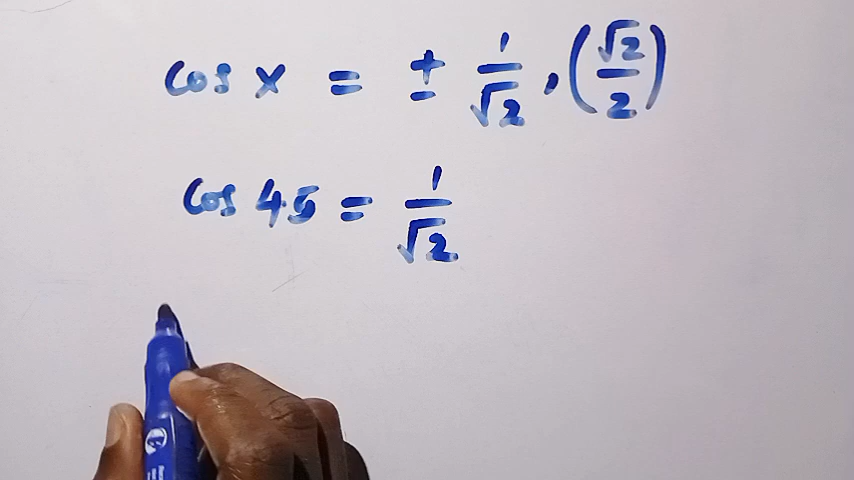 cos x = ± 1/√2 , (√2/2)
cos 45 = 1/√2